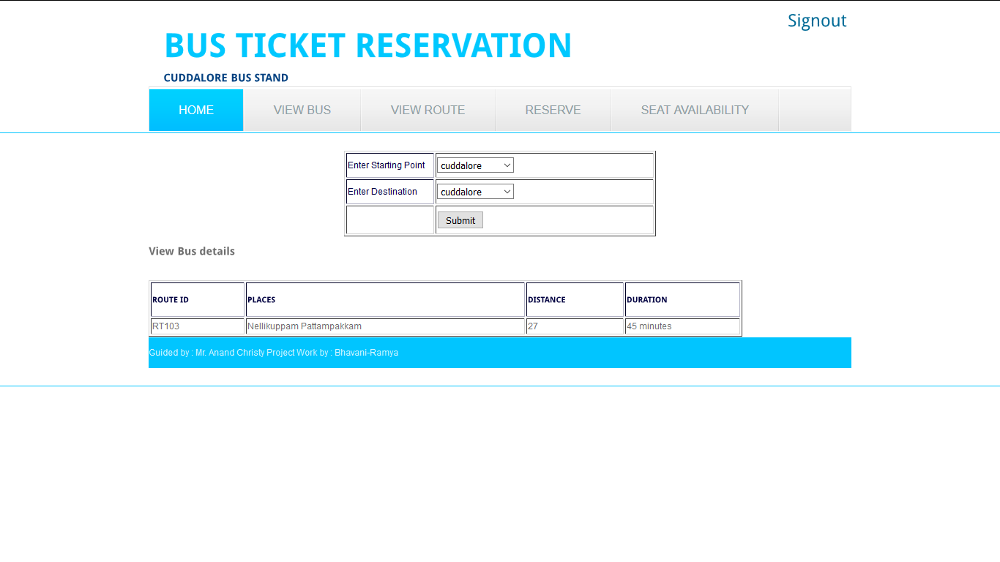 Signout
BUS TICKET RESERVATION
CUDDALORE BUS STAND
HOME VIEW BUS VIEW ROUTE RESERVE SEAT AVAILABILITY
Enter Starting Point cuddalore
Enter Destination cuddalore
Submit
View Bus details
ROUTE ID PLACES DISTANCE DURATION
RT103 Nellikuppam Pattampakkam 27 45 minutes
Guided by : Mr. Anand Christy Project Work by : Bhavani-Ramya